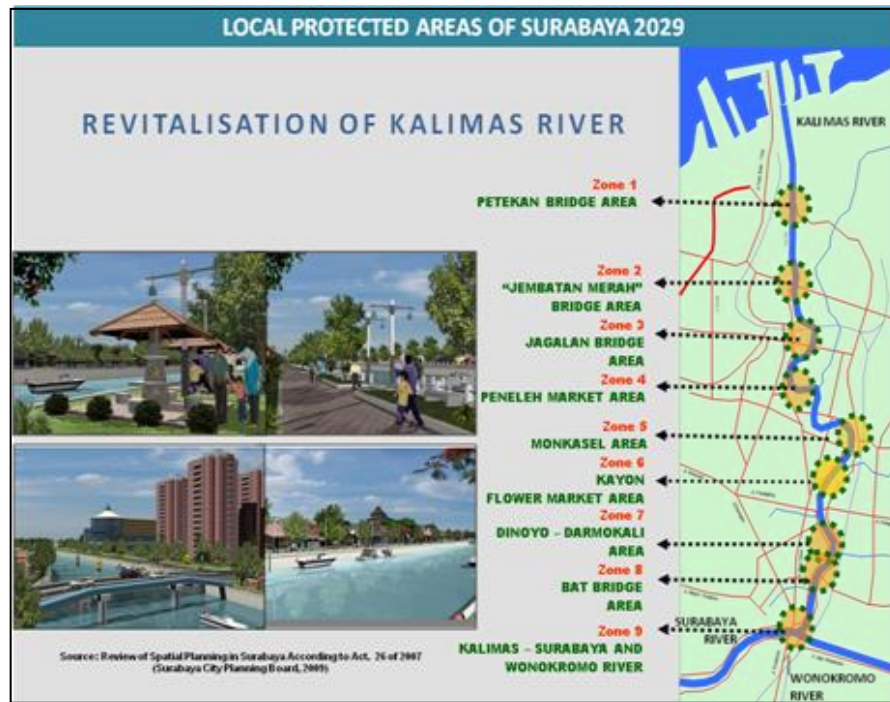 LOCAL PROTECTED AREAS OF SURABAYA 2029
REVITALISATION OF KALIMAS RIVER
KALIMAS RIVER
Zone 1
PETEKAN BRIDGE AREA
Zone 2
"JEMBATAN MERAH"
BRIDGE AREA
Zone 3
JAGALAN BRIDGE
AREA
Zone 4
PENELEH MARKET AREA
Zone 5
MONKASEL AREA
Zone 6
KAYON
FLOWER MARKET AREA
Zone 7
DINOYO – DARMOKALI
AREA
Zone 8
BAT BRIDGE
AREA
Zone 9
KALIMAS – SURABAYA AND
WONOKROMO RIVER
SURABAYA
RIVER
WONOKROMO
RIVER
Source: Review of Spatial Planning in Surabaya According to Act. 26 of 2007
(Surabaya City Planning Board, 2009)